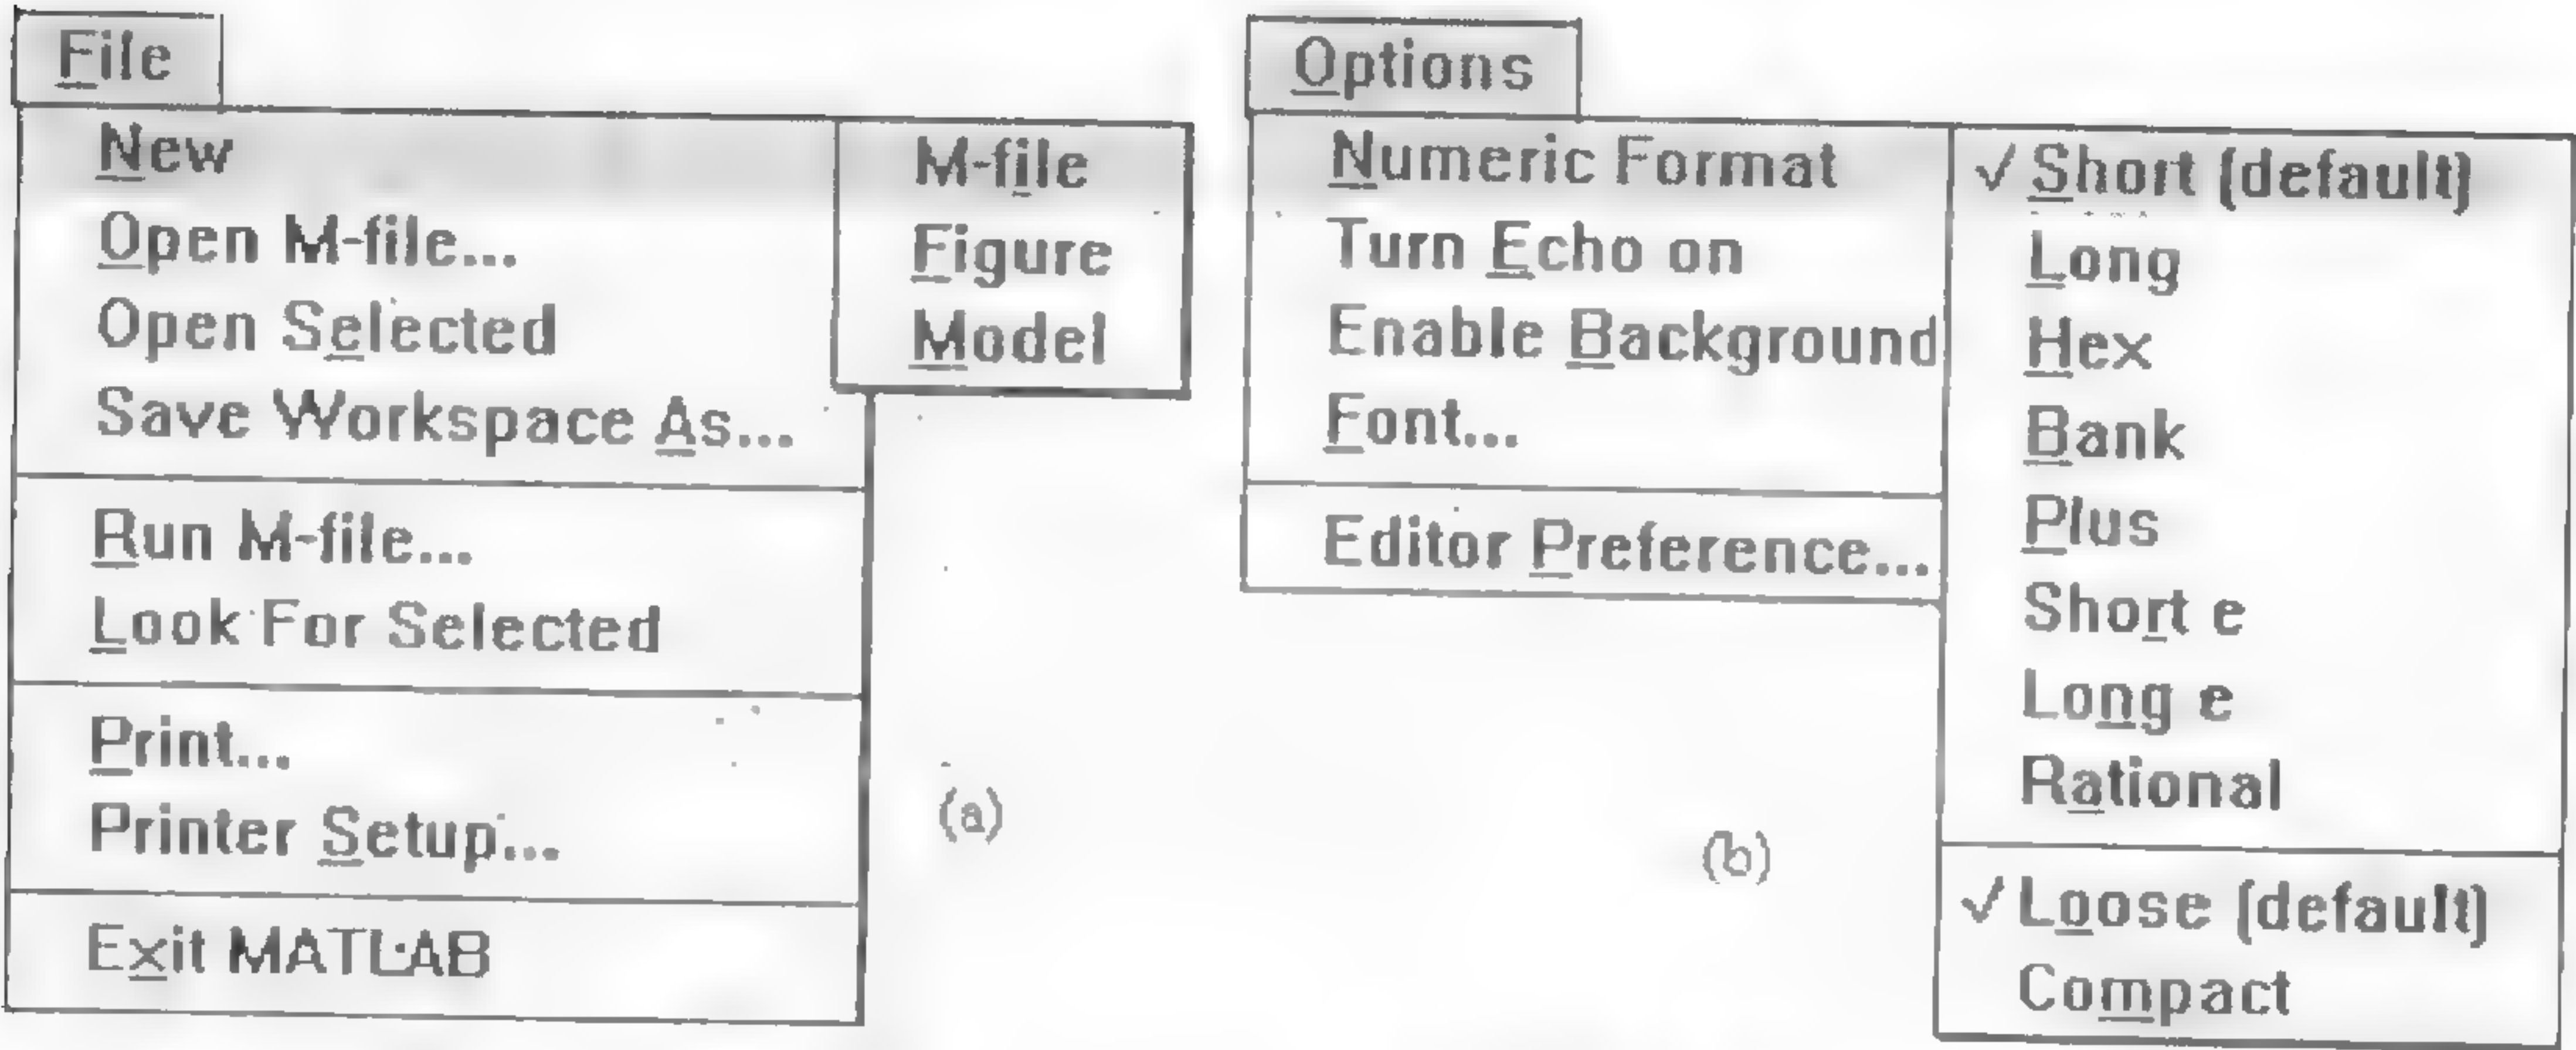 File
New
Open M-file...
Open Selected
Save Workspace As...
Run M-file...
Look For Selected
Print...
Printer Setup...
Exit MATLAB
M-file
Figure
Model
(a)
Options
Numeric Format
Turn Echo on
Enable Background
Font...
Editor Preference...
(b)
✓ Short (default)
Long
Hex
Bank
Plus
Short e
Long e
Rational
✓ Loose (default)
Compact